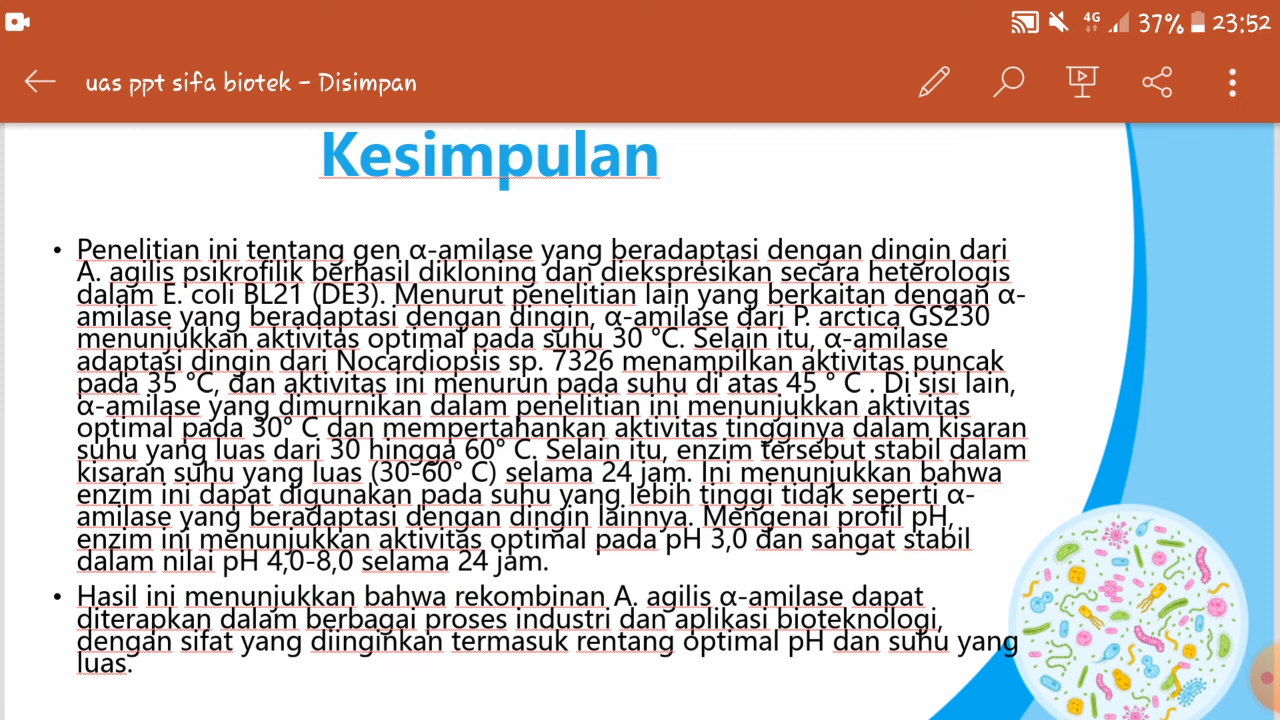 4G 37% 23:52
uas ppt sifa biotek – Disimpan
Kesimpulan
• Penelitian ini tentang gen α-amilase yang beradaptasi dengan dingin dari
A. agilis psikrofilik berhasil dikloning dan diekspresikan secara heterologis
dalam E. coli BL21 (DE3). Menurut penelitian lain yang berkaitan dengan α-
amilase yang beradaptasi dengan dingin, α-amilase dari P. arctica GS230
menunjukkan aktivitas optimal pada suhu 30 °C. Selain itu, α-amilase
adaptasi dingin dari Nocardiopsis sp. 7326 menampilkan aktivitas puncak
pada 35 °C, dan aktivitas ini menurun pada suhu di atas 45 ° C . Di sisi lain,
α-amilase yang dimurnikan dalam penelitian ini menunjukkan aktivitas
optimal pada 30° C dan mempertahankan aktivitas tingginya dalam kisaran
suhu yang luas dari 30 hingga 60° C. Selain itu, enzim tersebut stabil dalam
kisaran suhu yang luas (30-60° C) selama 24 jam. Ini menunjukkan bahwa
enzim ini dapat digunakan pada suhu yang lebih tinggi tidak seperti α-
amilase yang beradaptasi dengan dingin lainnya. Mengenai profil pH,
enzim ini menunjukkan aktivitas optimal pada pH 3,0 dan sangat stabil
dalam nilai pH 4,0-8,0 selama 24 jam.
• Hasil ini menunjukkan bahwa rekombinan A. agilis α-amilase dapat
diterapkan dalam berbagai proses industri dan aplikasi bioteknologi,
dengan sifat yang diinginkan termasuk rentang optimal pH dan suhu yang
luas.